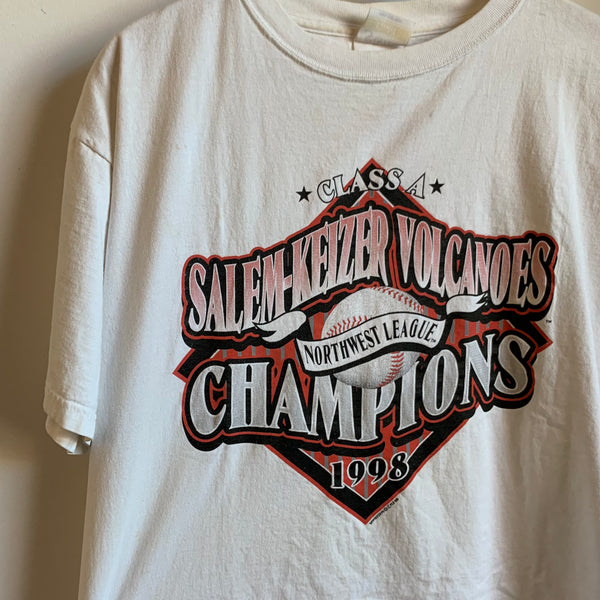 ★ CLASS A ★
SALEM-KEIZER VOLCANOES
NORTHWEST LEAGUE
CHAMPIONS
1998